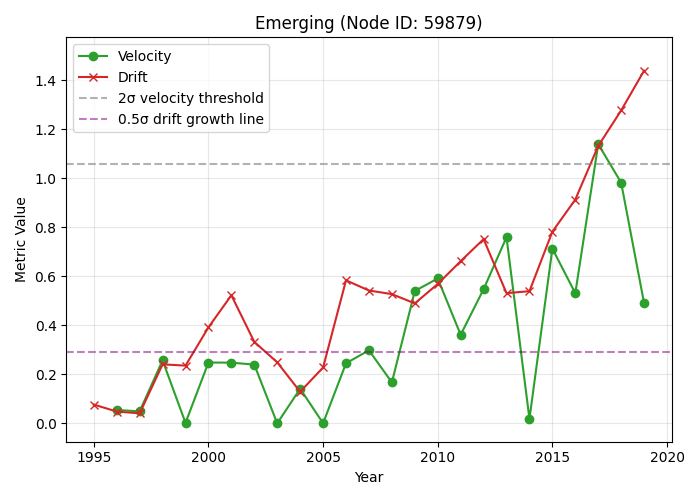 Emerging (Node ID: 59879)
Velocity
Drift
2σ velocity threshold
0.5σ drift growth line
Metric Value
1.4
1.2
1.0
0.8
0.6
0.4
0.2
0.0
1995 2000 2005 2010 2015 2020
Year